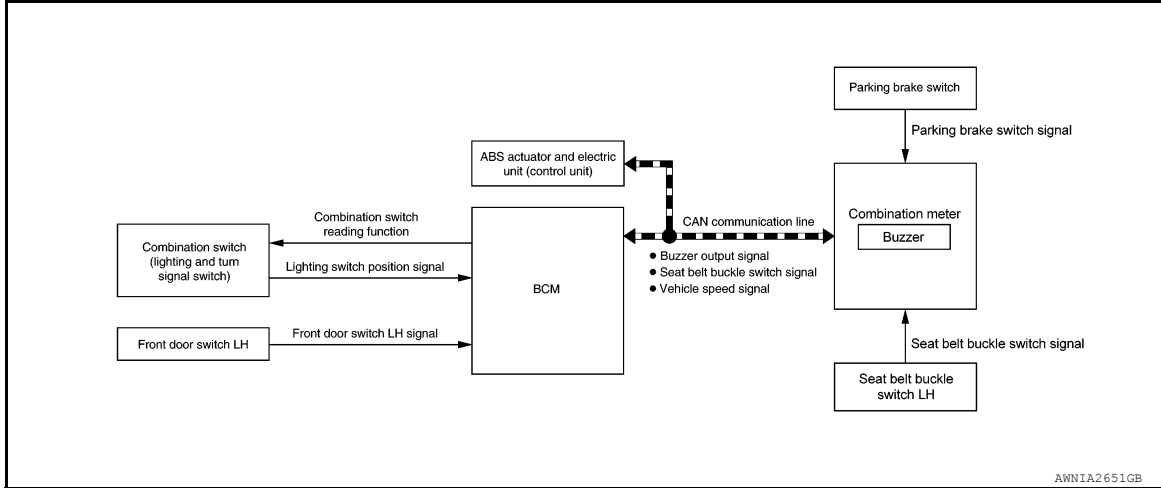 Parking brake switch
Parking brake switch signal
ABS actuator and electric
unit (control unit)
Combination switch
reading function
CAN communication line
Combination meter
Buzzer
Combination switch
(lighting and turn
signal switch)
Lighting switch position signal
● Buzzer output signal
● Seat belt buckle switch signal
● Vehicle speed signal
BCM
Front door switch LH
Front door switch LH signal
Seat belt buckle switch signal
Seat belt buckle
switch LH
AWNIA2651GB